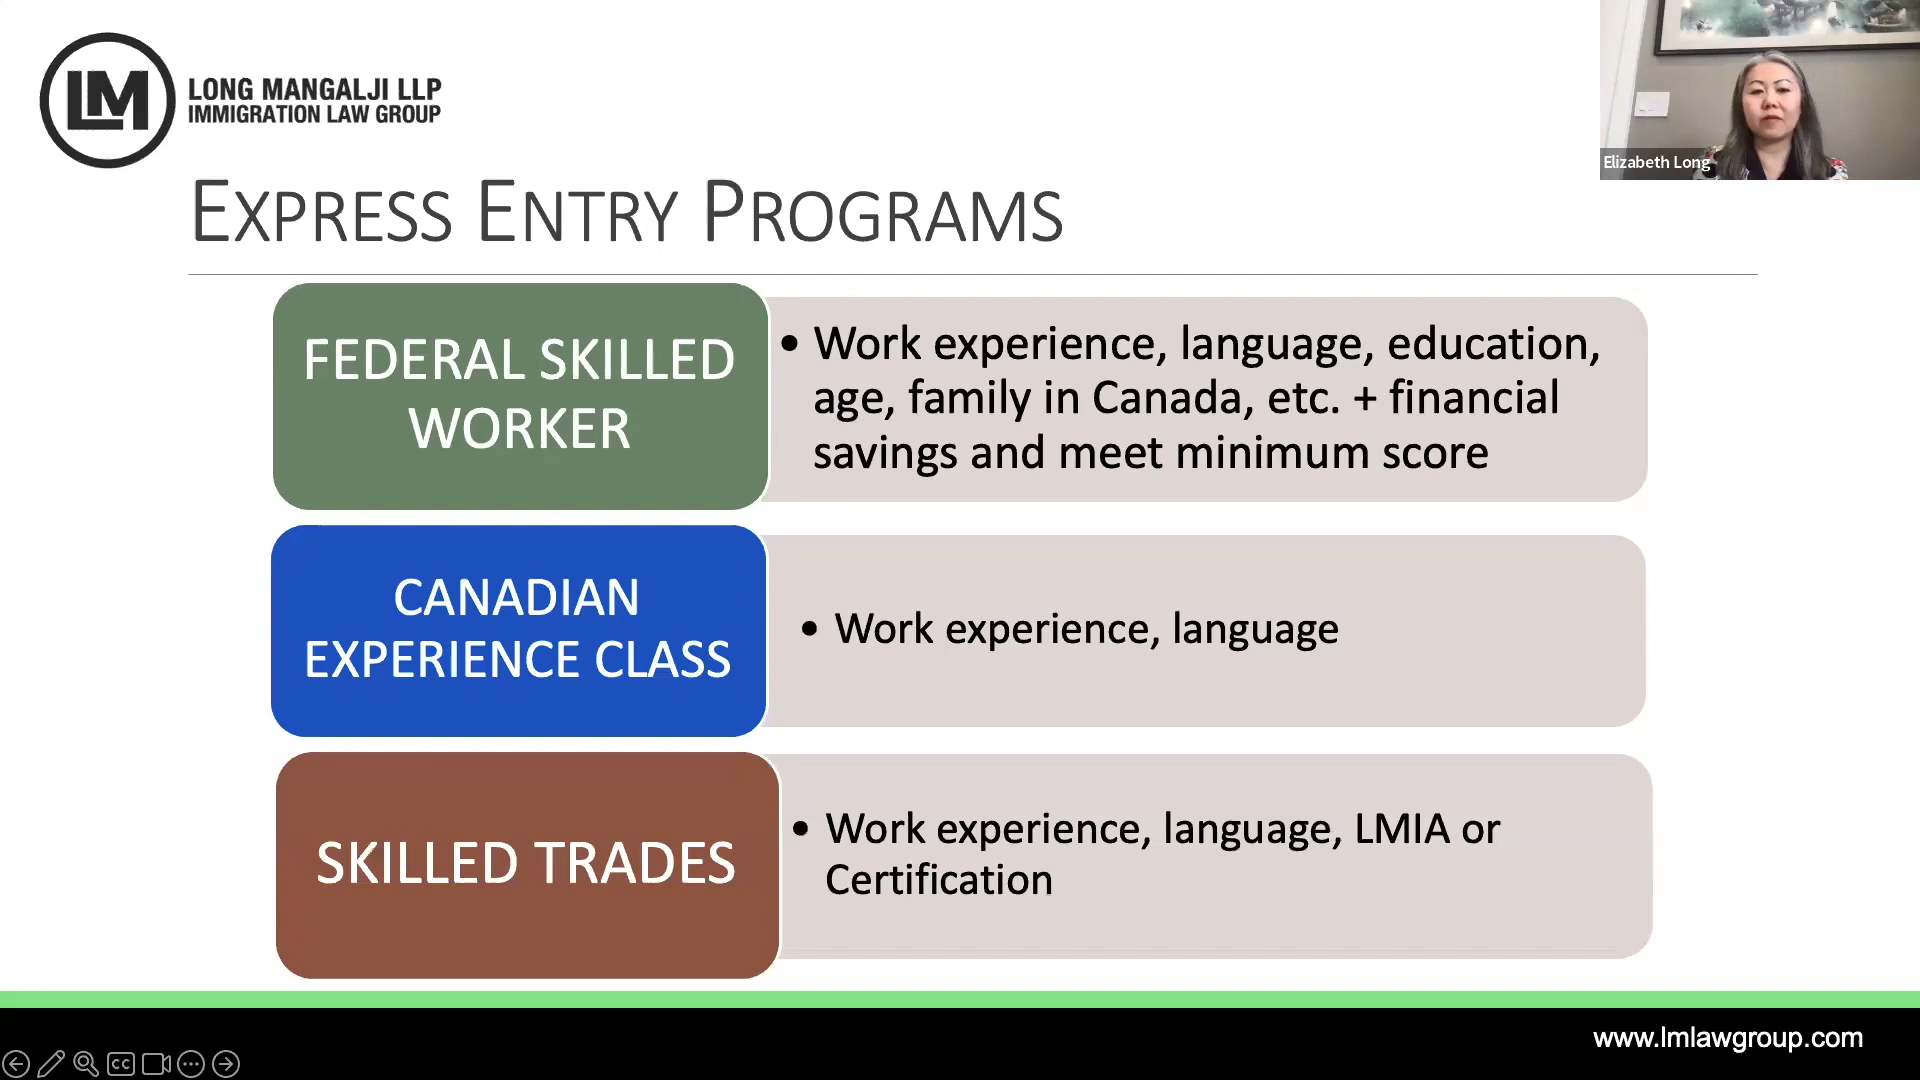 LM
LONG MANGALJI LLP
IMMIGRATION LAW GROUP
Elizabeth Long
EXPRESS ENTRY PROGRAMS
FEDERAL SKILLED
WORKER
• Work experience, language, education,
age, family in Canada, etc. + financial
savings and meet minimum score
CANADIAN
EXPERIENCE CLASS
• Work experience, language
SKILLED TRADES
• Work experience, language, LMIA or
Certification
www.lmlawgroup.com
CC